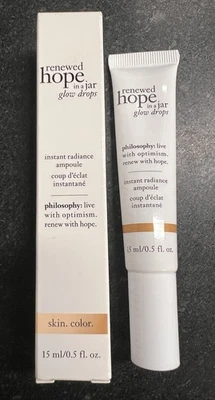 renewed
hope
in a jar
glow drops
instant radiance
ampoule
coup d'éclat
instantané
philosophy: live
with optimism.
renew with hope.
skin. color.
15 ml/0.5 fl. oz.
renewed
hope
in a jar
glow drops
philosophy: live
with optimism.
renew with hope.
instant radiance
ampoule
coup d'éclat
instantané
15 ml/0.5 fl. oz.